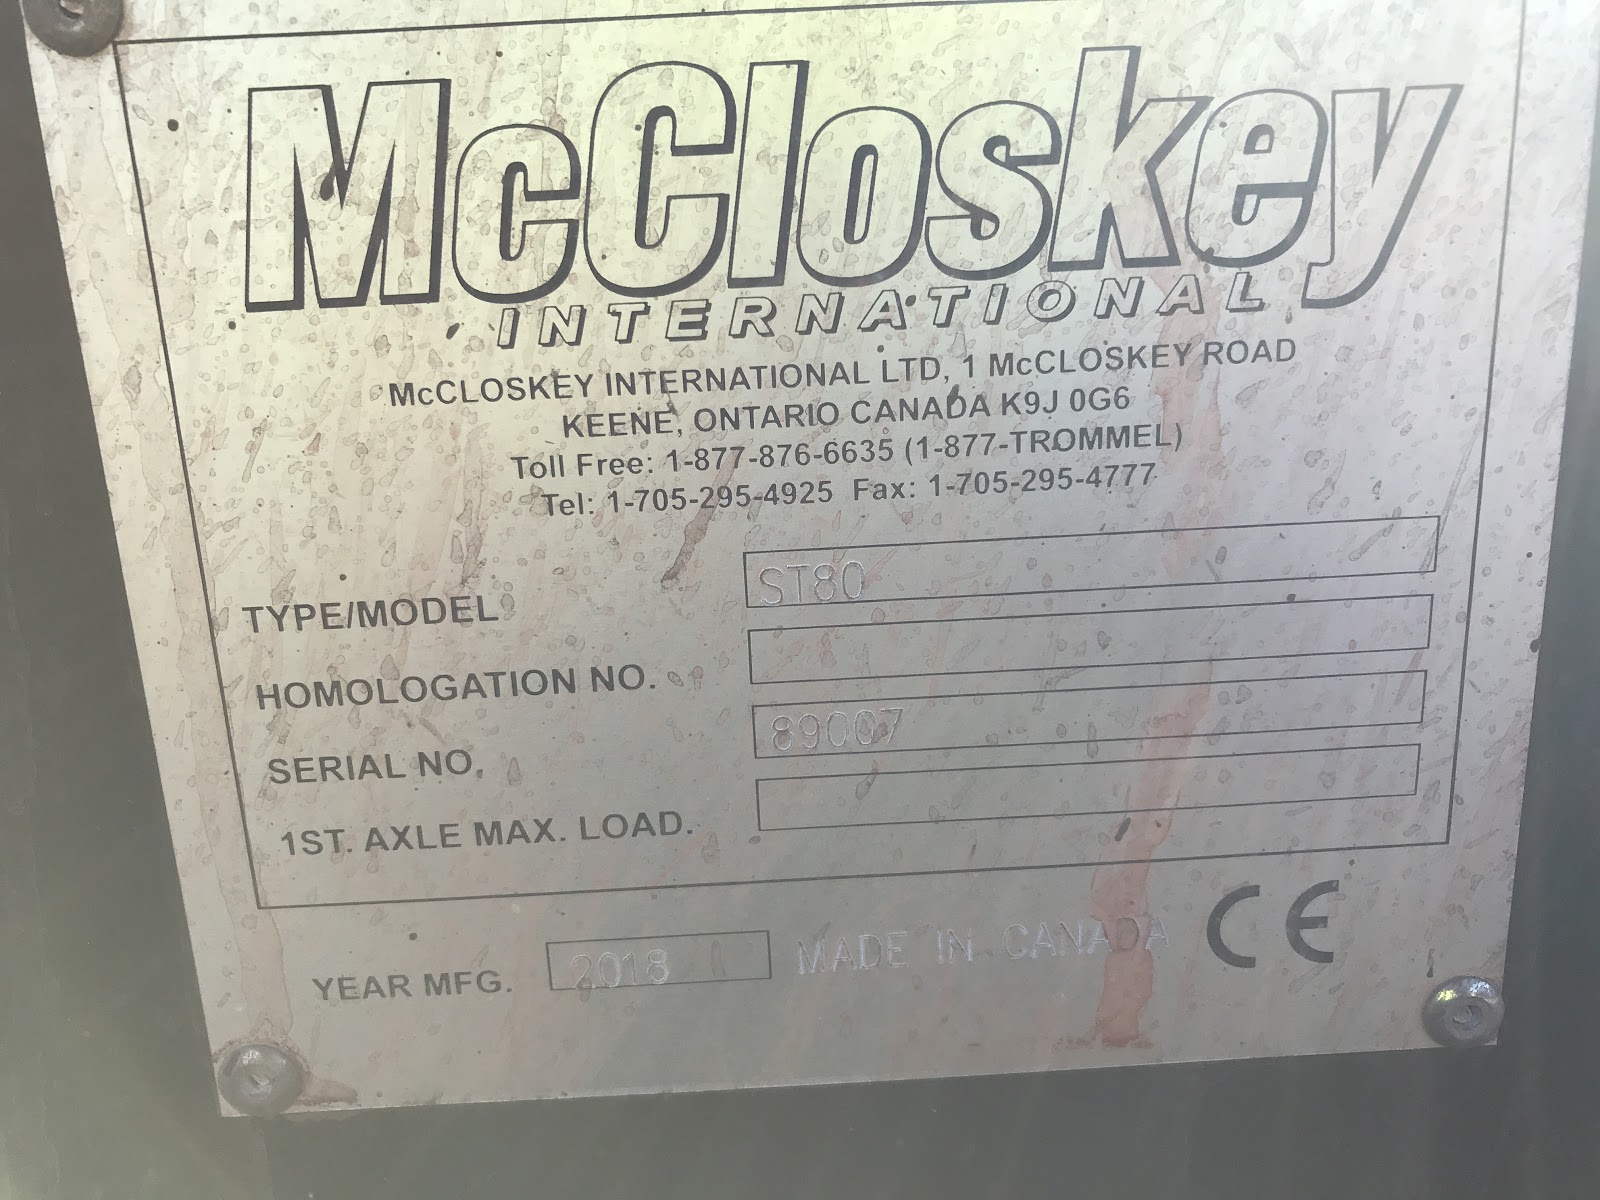 McCloskey
INTERNATIONAL
McCLOSKEY INTERNATIONAL LTD, 1 McCLOSKEY ROAD
KEENE, ONTARIO CANADA K9J 0G6
Toll Free: 1-877-876-6635 (1-877-TROMMEL)
Tel: 1-705-295-4925 Fax: 1-705-295-4777
TYPE/MODEL ST80
HOMOLOGATION NO.
SERIAL NO. 89007
1ST. AXLE MAX. LOAD.
YEAR MFG. 2018 MADE IN CANADA CE